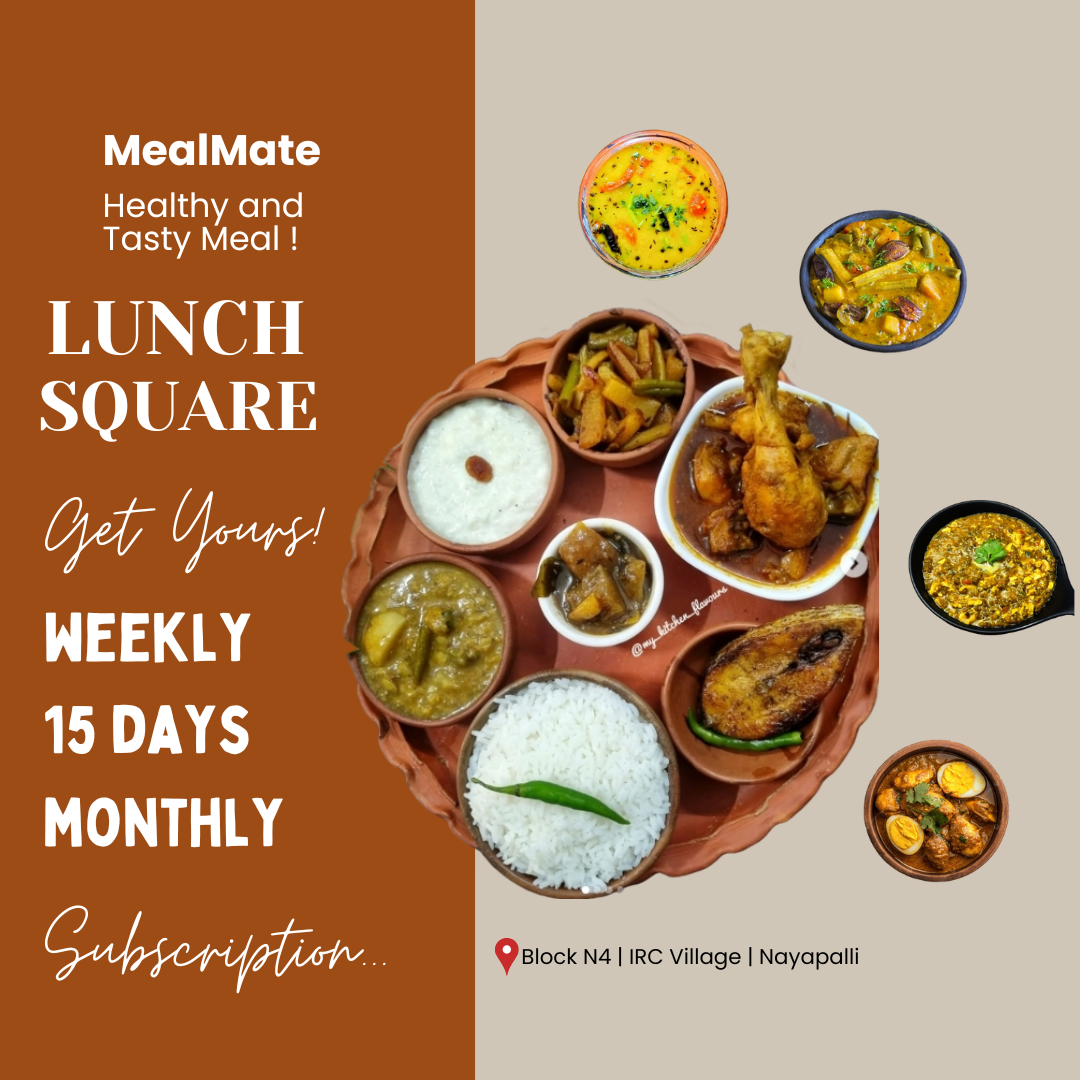 MealMate
Healthy and
Tasty Meal !
LUNCH
SQUARE
Get Yours!
WEEKLY
15 DAYS
MONTHLY
Subscription...
@my_kitchen_flavours
Block N4 | IRC Village | Nayapalli